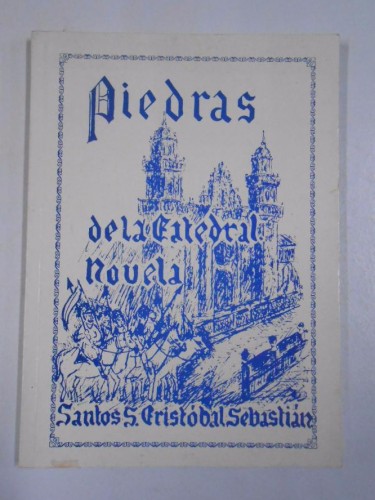 Piedras
de la Catedral
Novela
Santos S. Cristóbal Sebastián